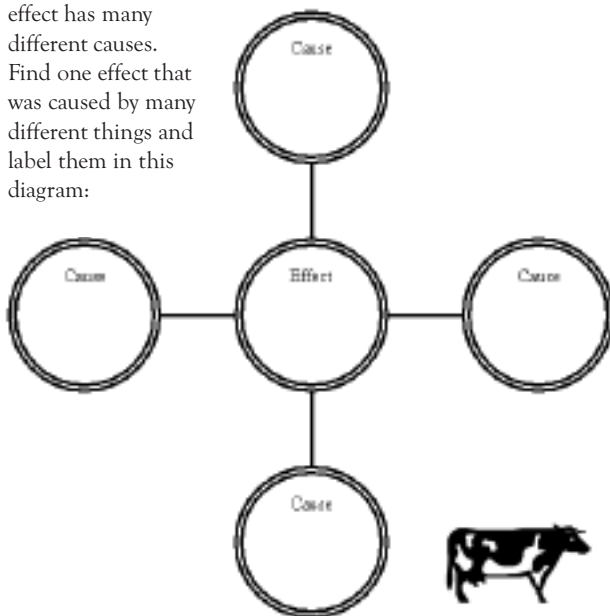 effect has many
different causes.
Find one effect that
was caused by many
different things and
label them in this
diagram:
Cause
Cause
Effect
Cause
Cause